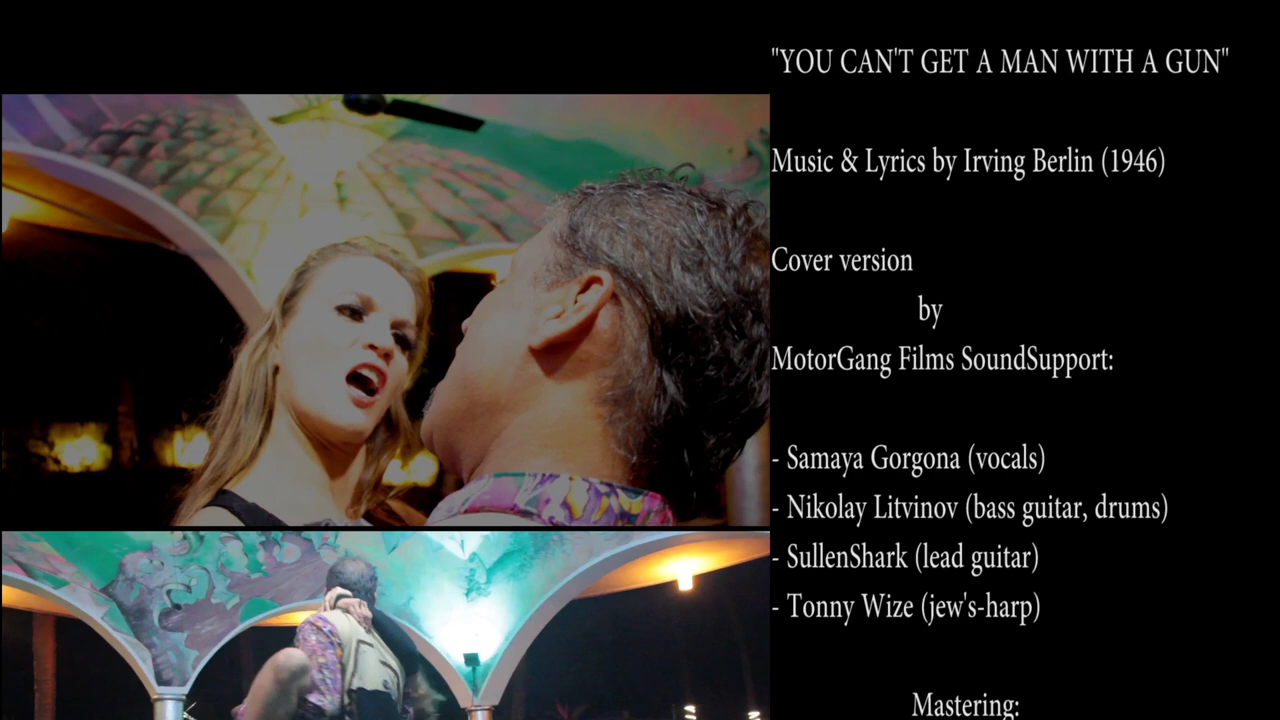 "YOU CAN'T GET A MAN WITH A GUN"
Music & Lyrics by Irving Berlin (1946)
Cover version
by
MotorGang Films SoundSupport:
- Samaya Gorgona (vocals)
- Nikolay Litvinov (bass guitar, drums)
- SullenShark (lead guitar)
- Tonny Wize (jew's-harp)
Mastering: